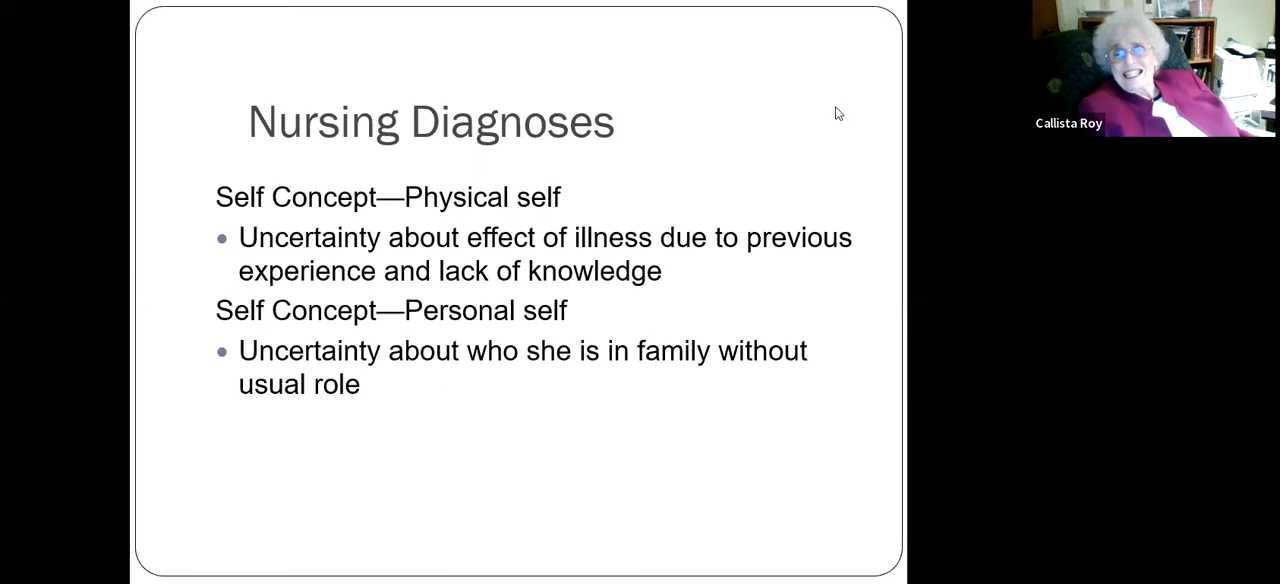 Nursing Diagnoses
Self Concept—Physical self
Uncertainty about effect of illness due to previous
experience and lack of knowledge
Self Concept—Personal self
Uncertainty about who she is in family without
usual role
Callista Roy